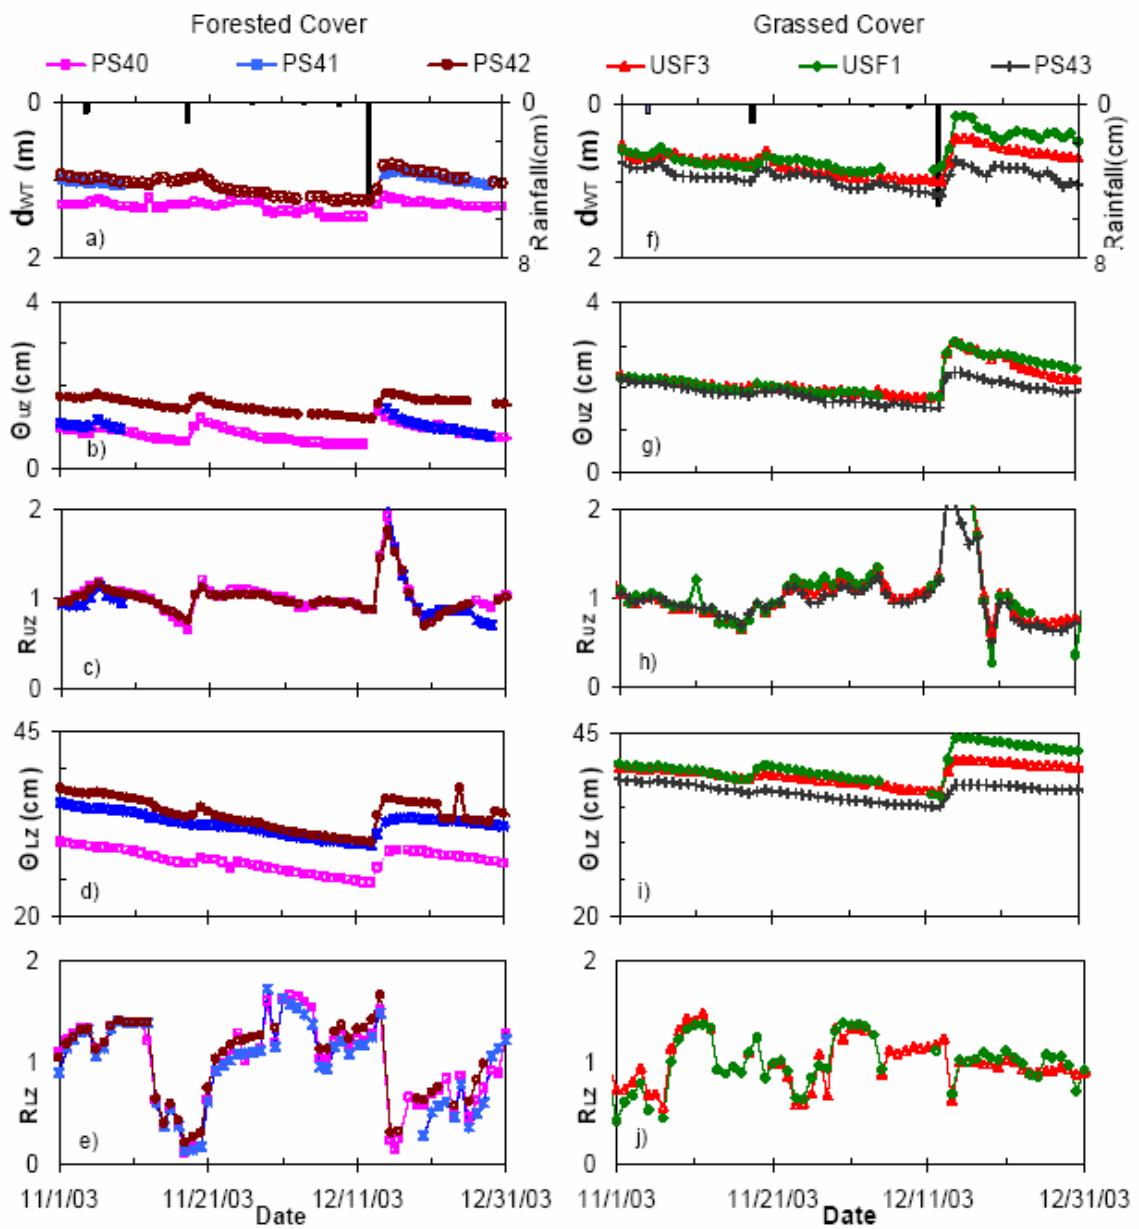 Forested Cover
Grassed Cover
PS40 PS41 PS42
USF3 USF1 PS43
0 0 0 0
dWT (m) Rainfall(cm) dWT (m) Rainfall(cm)
a) f)
2 8 2 8
4 4
ΘUZ (cm) ΘUZ (cm)
b) g)
0 0
2 2
1 1
RUZ RUZ
c) h)
0 0
45 45
ΘLZ (cm) ΘLZ (cm)
d) i)
20 20
2 2
1 1
RLZ RLZ
e) j)
0 0
11/1/03 11/21/03 12/11/03 12/31/03 11/1/03 11/21/03 12/11/03 12/31/03
Date Date